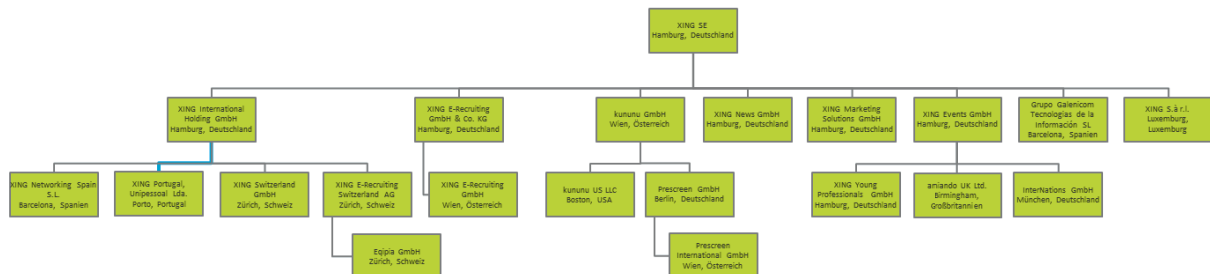 XING SE
Hamburg, Deutschland
XING International
Holding GmbH
Hamburg, Deutschland
XING E-Recruiting
GmbH & Co. KG
Hamburg, Deutschland
kununu GmbH
Wien, Österreich
XING News GmbH
Hamburg, Deutschland
XING Marketing
Solutions GmbH
Hamburg, Deutschland
XING Events GmbH
Hamburg, Deutschland
Grupo Galenicom
Tecnologias de la
Información SL
Barcelona, Spanien
XING S.à r.l.
Luxemburg,
Luxemburg
XING Networking Spain
S.L.
Barcelona, Spanien
XING Portugal,
Unipessoal Lda.
Porto, Portugal
XING Switzerland
GmbH
Zürich, Schweiz
XING E-Recruiting
Switzerland AG
Zürich, Schweiz
XING E-Recruiting
GmbH
Wien, Österreich
kununu US LLC
Boston, USA
Prescreen GmbH
Berlin, Deutschland
XING Young
Professionals GmbH
Hamburg, Deutschland
amiando UK Ltd.
Birmingham,
Großbritannien
InterNations GmbH
München, Deutschland
Eqipia GmbH
Zürich, Schweiz
Prescreen
International GmbH
Wien, Österreich